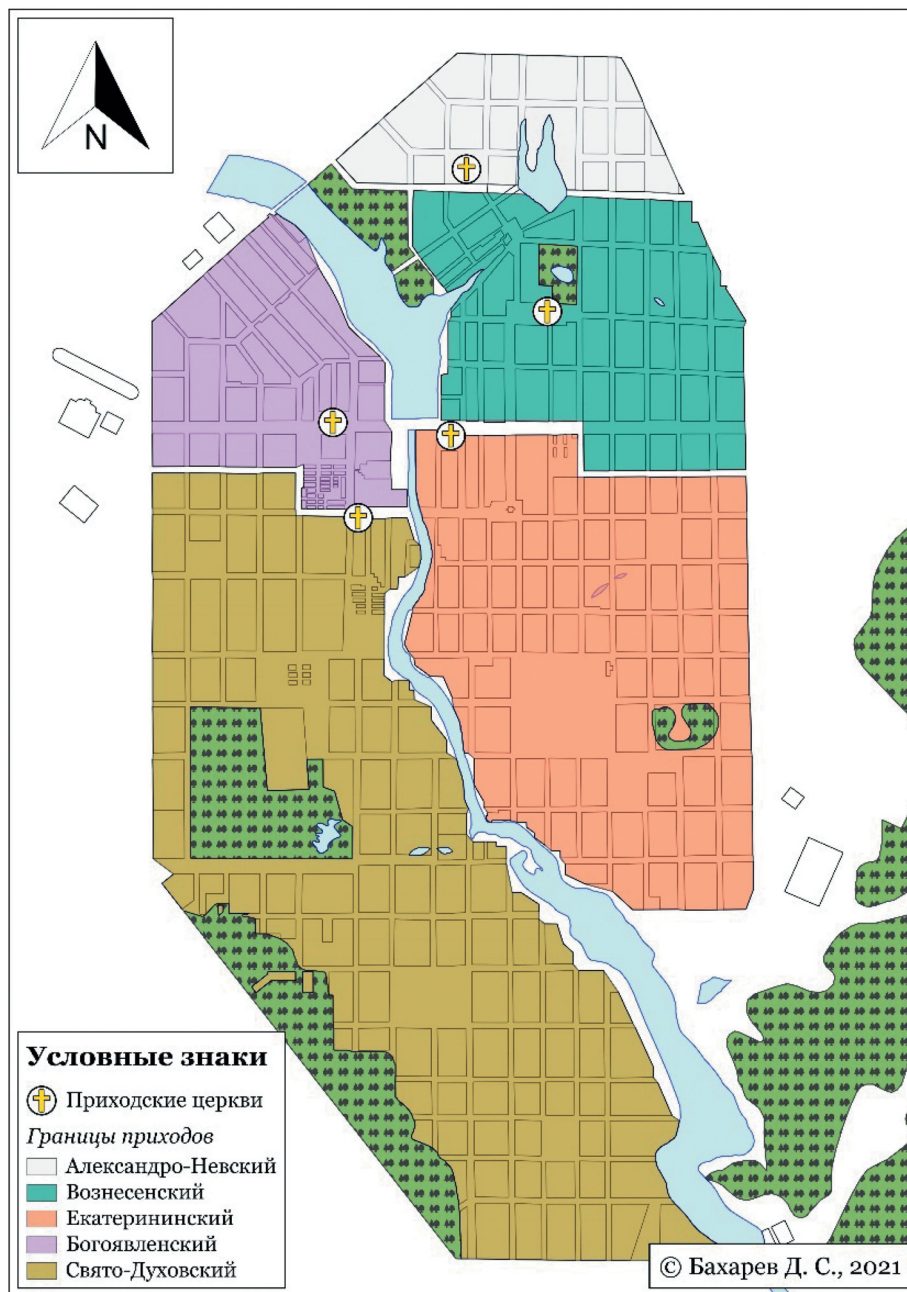 N
Условные знаки
Приходские церкви
Границы приходов
Александро-Невский
Вознесенский
Екатерининский
Богоявленский
Свято-Духовский
© Бахарев Д. С., 2021